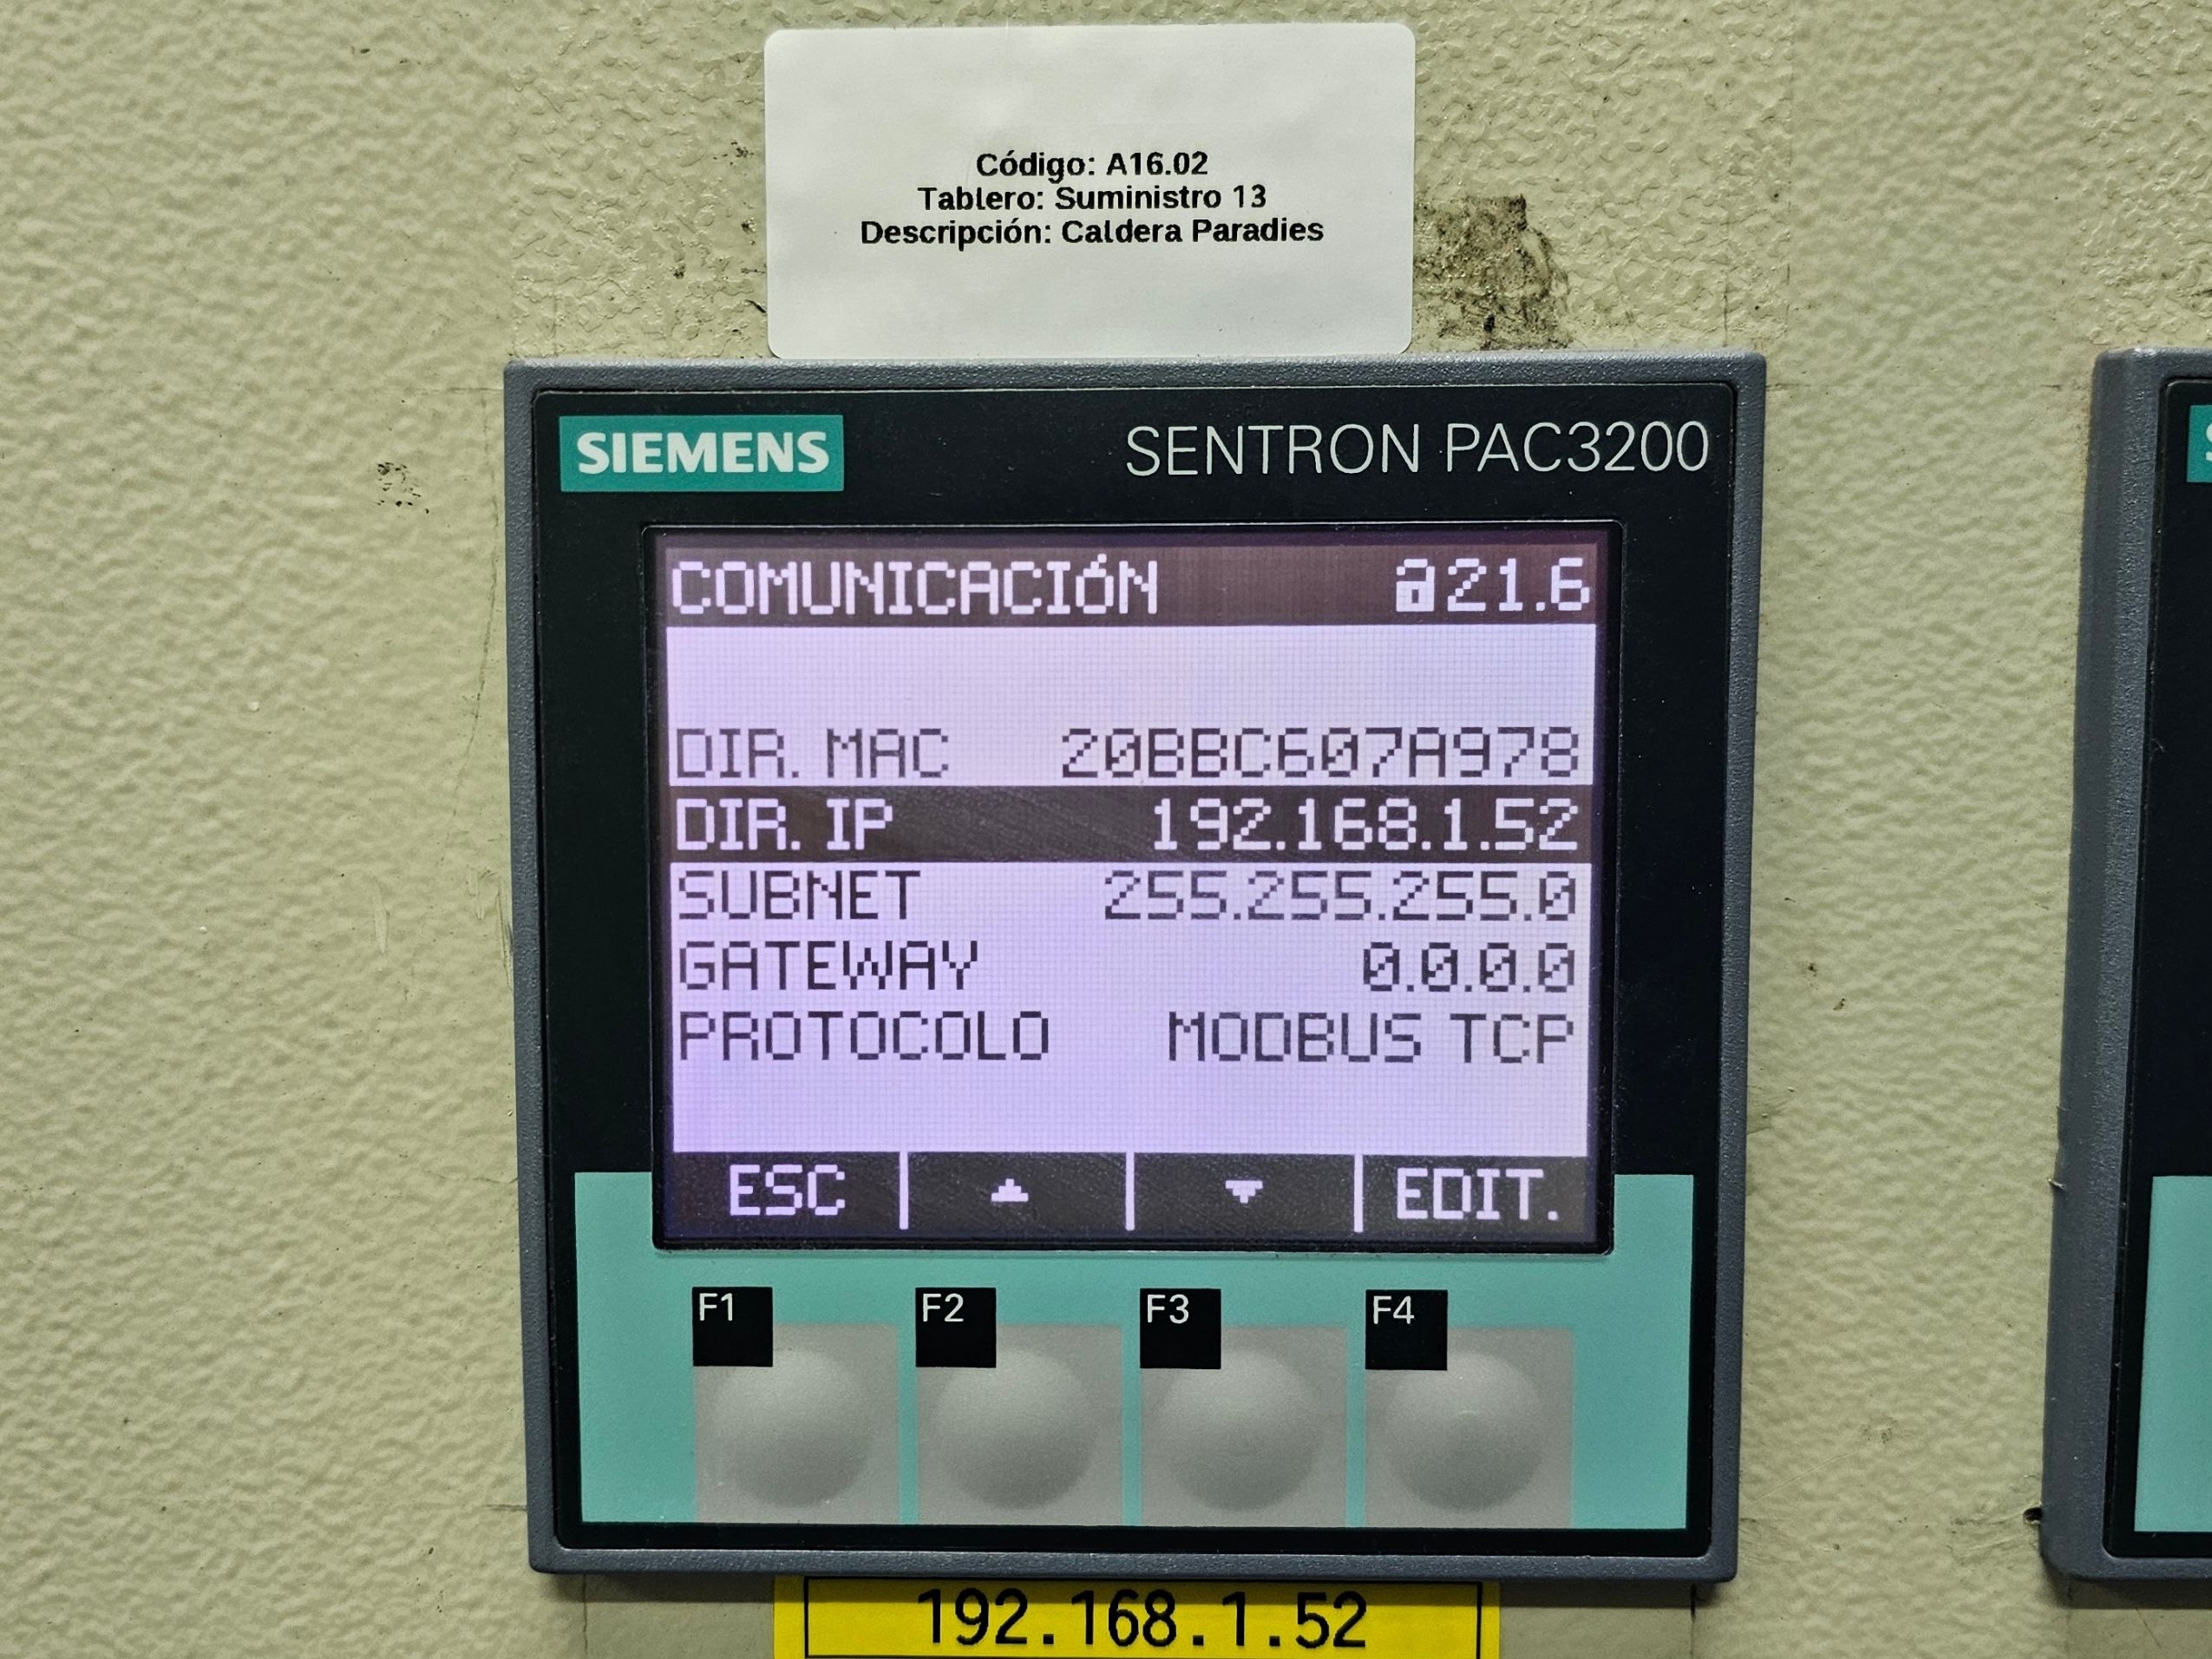 Código: A16.02
Tablero: Suministro 13
Descripción: Caldera Paradies
SIEMENS
SENTRON PAC3200
COMUNICACIÓN 21.6
DIR. MAC 20BBC607A978
DIR. IP 192.168.1.52
SUBNET 255.255.255.0
GATEWAY 0.0.0.0
PROTOCOLO MODBUS TCP
ESC EDIT.
F1 F2 F3 F4
192.168.1.52